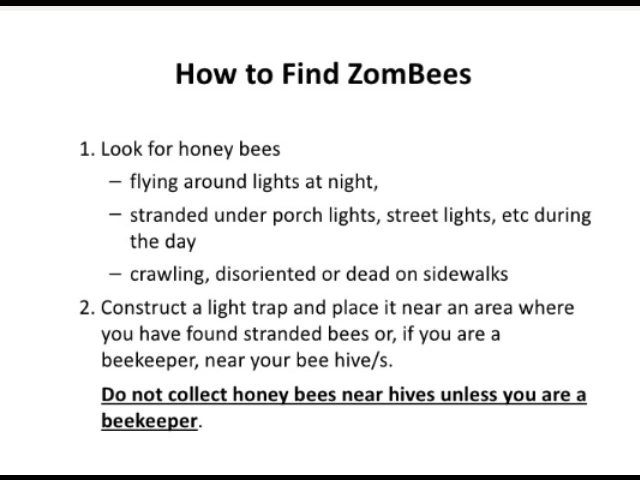 How to Find ZomBees
1. Look for honey bees
– flying around lights at night,
– stranded under porch lights, street lights, etc during
the day
– crawling, disoriented or dead on sidewalks
2. Construct a light trap and place it near an area where
you have found stranded bees or, if you are a
beekeeper, near your bee hive/s.
Do not collect honey bees near hives unless you are a
beekeeper.